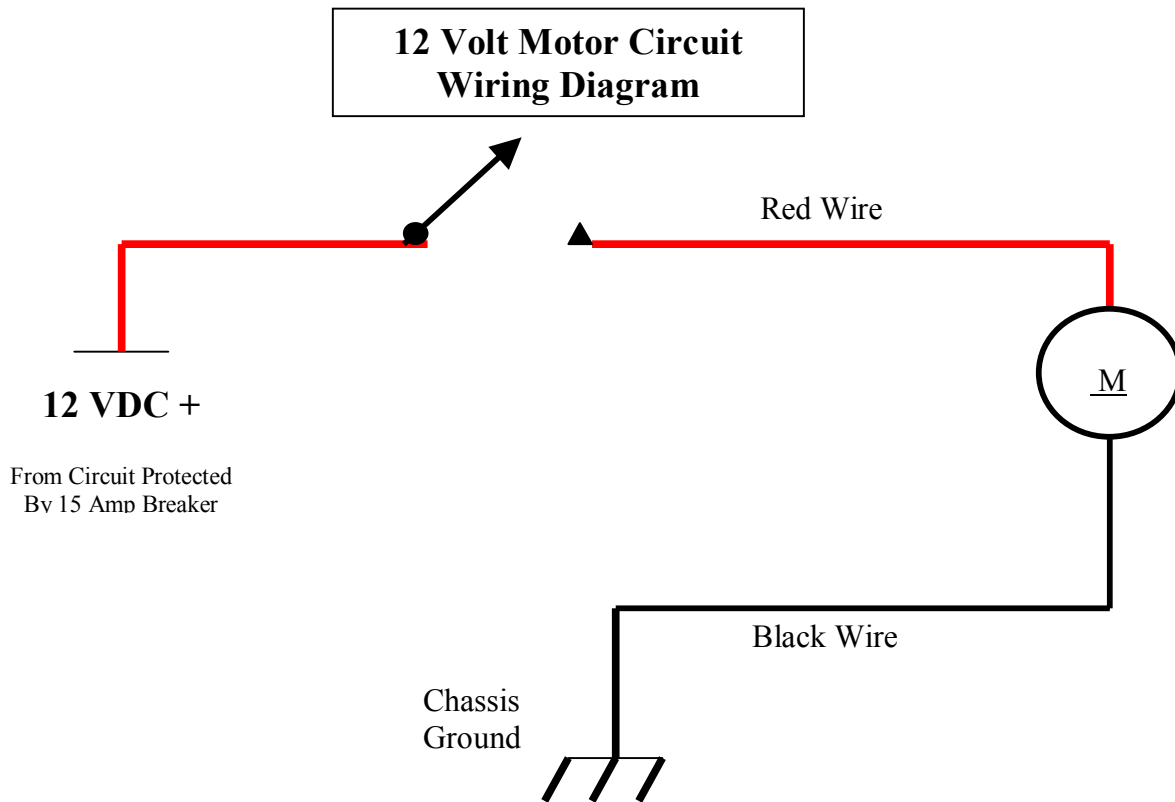 12 Volt Motor Circuit
Wiring Diagram
Red Wire
M
12 VDC +
From Circuit Protected
By 15 Amp Breaker
Black Wire
Chassis
Ground